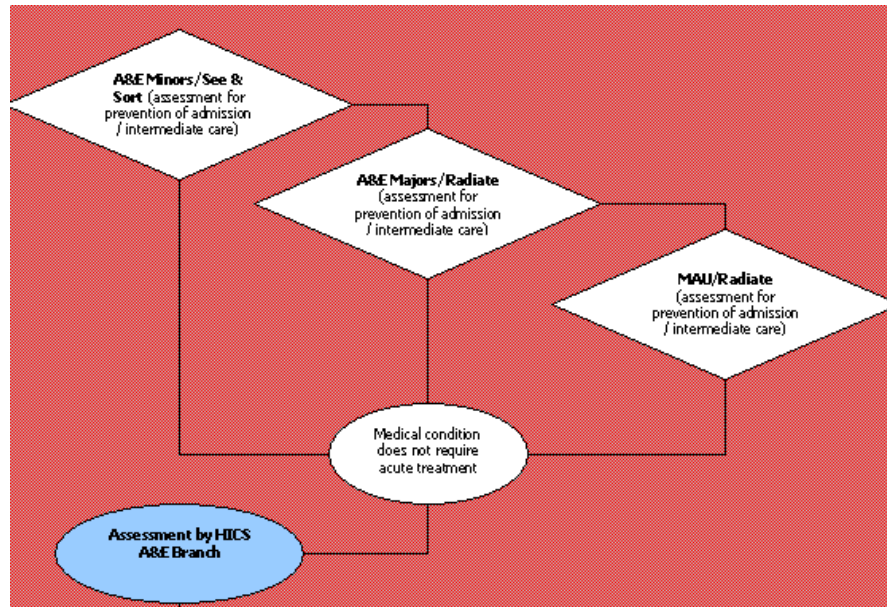 A&E Minors/See &
Sort (assessment for
prevention of admission
/ intermediate care)
A&E Majors/Radiate
(assessment for
prevention of admission
/ intermediate care)
MAU/Radiate
(assessment for
prevention of admission
/ intermediate care)
Medical condition
does not require
acute treatment
Assessment by HICS
A&E Branch